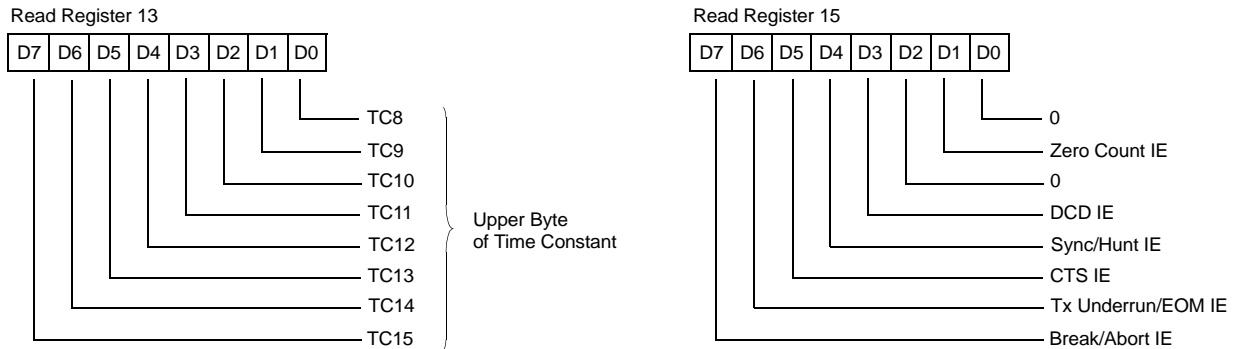 Read Register 13
D7 D6 D5 D4 D3 D2 D1 D0
TC8
TC9
TC10
TC11
TC12
TC13
TC14
TC15
Upper Byte
of Time Constant
Read Register 15
D7 D6 D5 D4 D3 D2 D1 D0
0
Zero Count IE
0
DCD IE
Sync/Hunt IE
CTS IE
Tx Underrun/EOM IE
Break/Abort IE